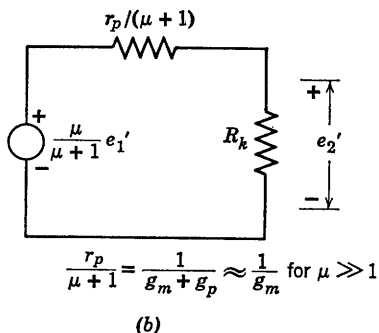 r_p/(μ + 1)
+
μ/(μ + 1) e_1′
−
R_k
+
e_2′
−
r_p/(μ + 1) = 1/(g_m + g_p) ≈ 1/g_m for μ ≫ 1
(b)